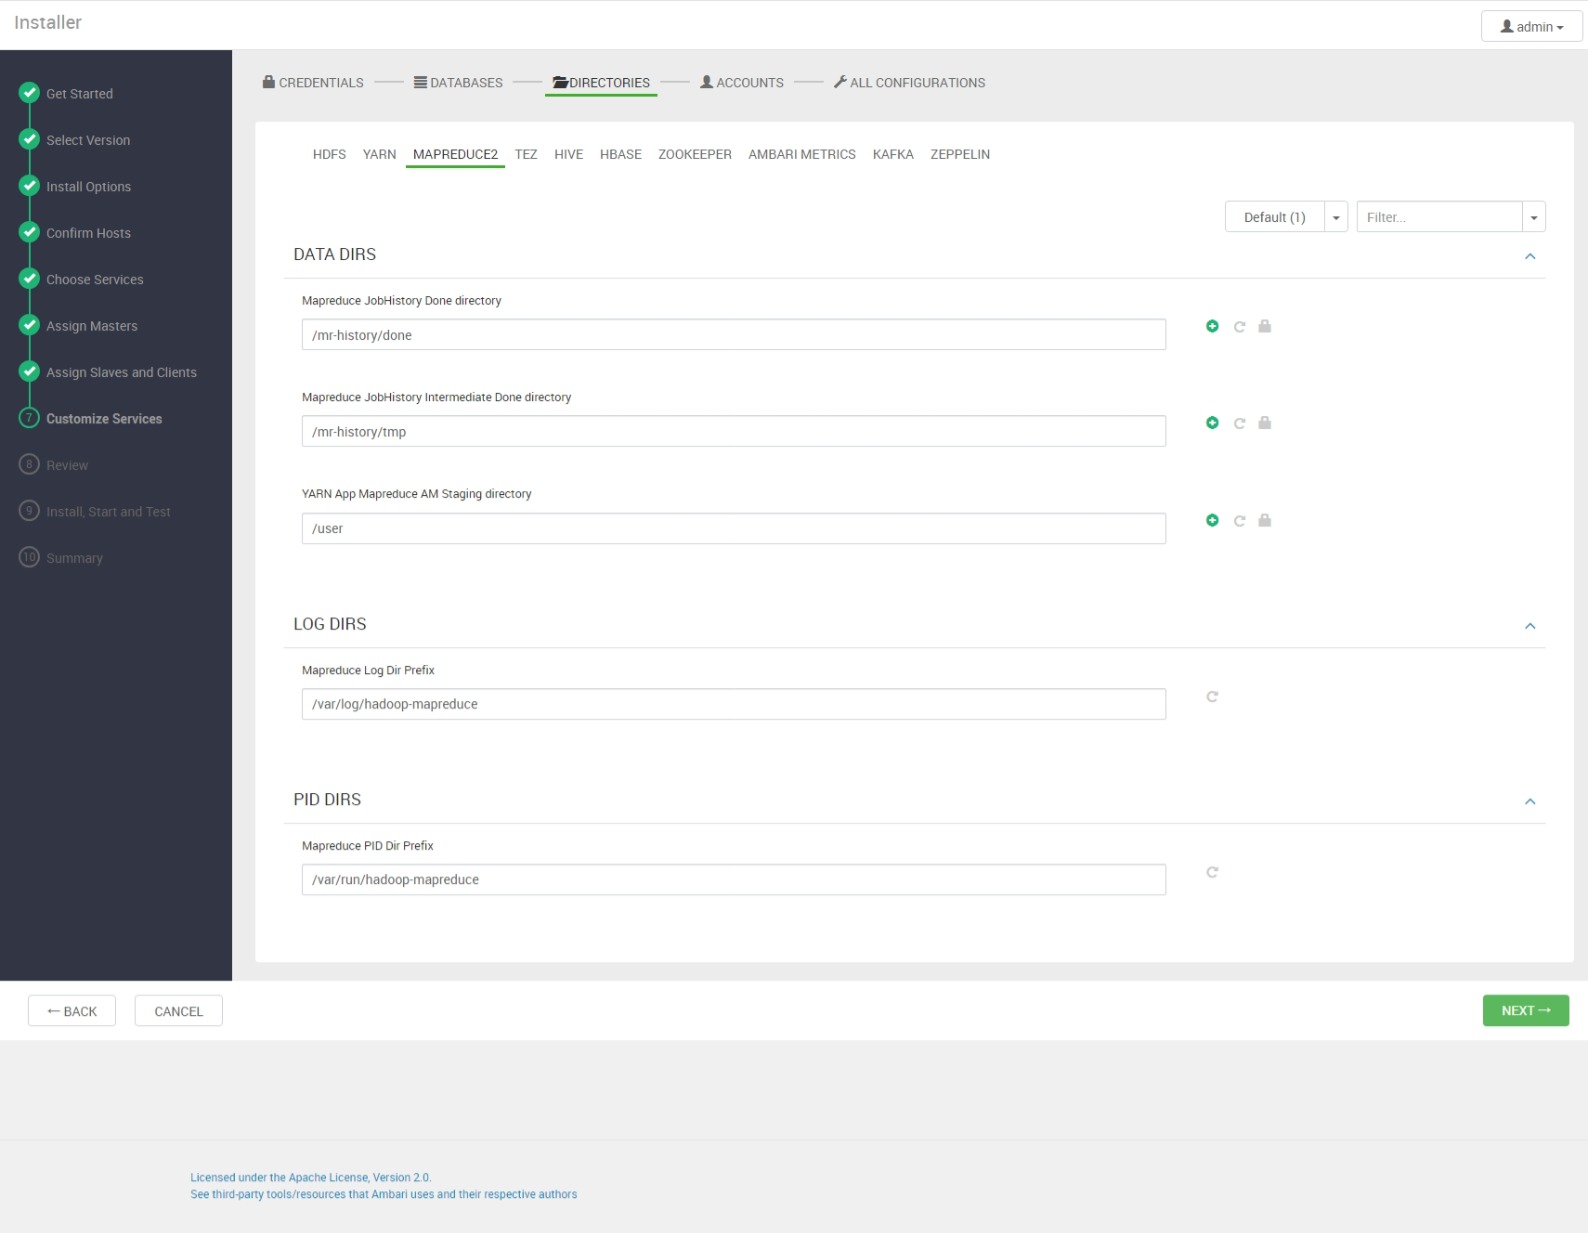 Installer
admin
Get Started
Select Version
Install Options
Confirm Hosts
Choose Services
Assign Masters
Assign Slaves and Clients
7 Customize Services
8 Review
9 Install, Start and Test
10 Summary
CREDENTIALS DATABASES DIRECTORIES ACCOUNTS ALL CONFIGURATIONS
HDFS YARN MAPREDUCE2 TEZ HIVE HBASE ZOOKEEPER AMBARI METRICS KAFKA ZEPPELIN
Default (1) Filter...
DATA DIRS
Mapreduce JobHistory Done directory
/mr-history/done
Mapreduce JobHistory Intermediate Done directory
/mr-history/tmp
YARN App Mapreduce AM Staging directory
/user
LOG DIRS
Mapreduce Log Dir Prefix
/var/log/hadoop-mapreduce
PID DIRS
Mapreduce PID Dir Prefix
/var/run/hadoop-mapreduce
← BACK CANCEL NEXT →
Licensed under the Apache License, Version 2.0.
See third-party tools/resources that Ambari uses and their respective authors